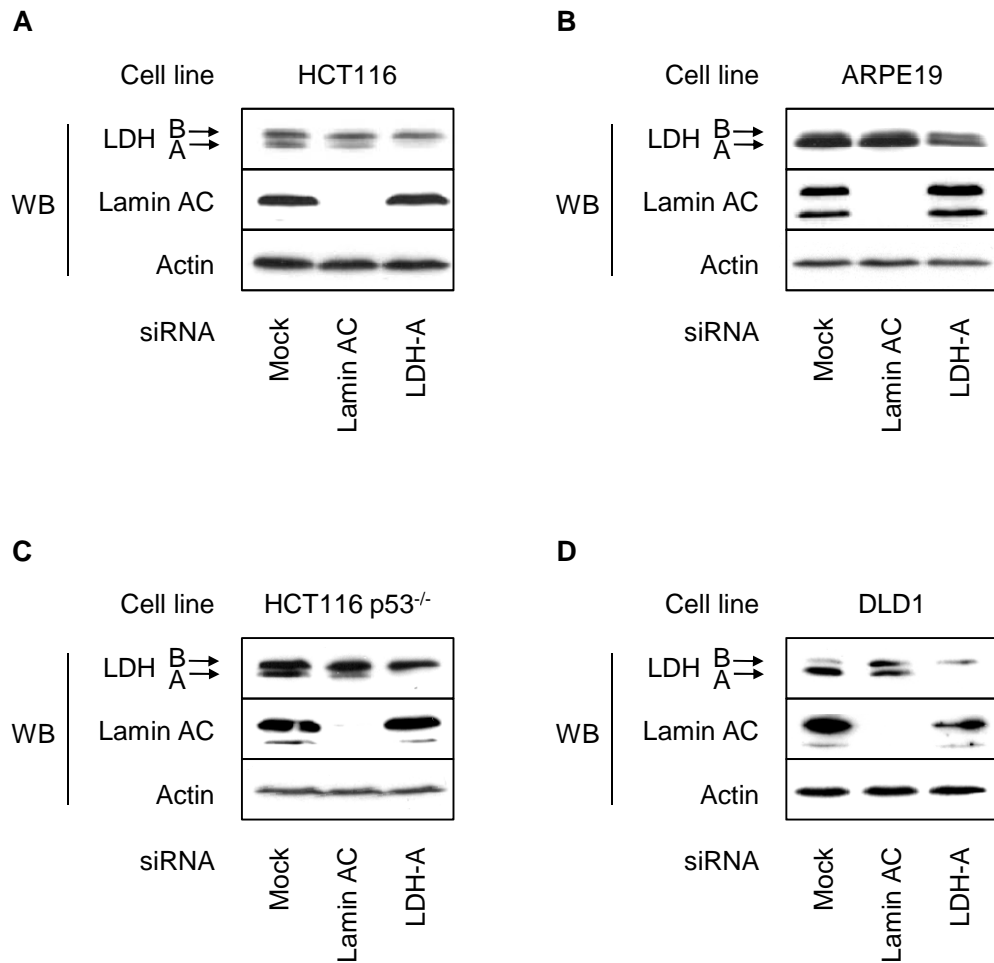 A
Cell line HCT116
LDH B
A
WB Lamin AC
Actin
siRNA Mock Lamin AC LDH-A
B
Cell line ARPE19
LDH B
A
WB Lamin AC
Actin
siRNA Mock Lamin AC LDH-A
C
Cell line HCT116 p53-/-
LDH B
A
WB Lamin AC
Actin
siRNA Mock Lamin AC LDH-A
D
Cell line DLD1
LDH B
A
WB Lamin AC
Actin
siRNA Mock Lamin AC LDH-A